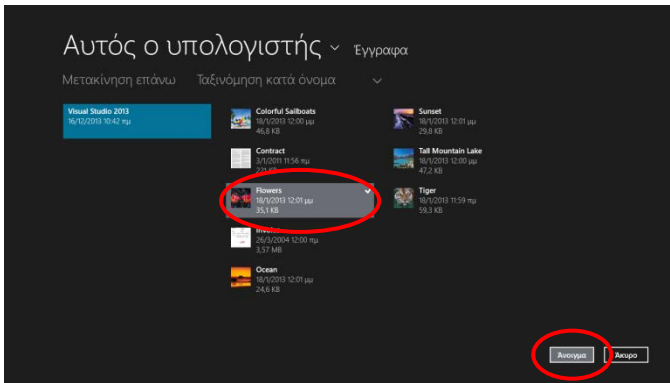 Αυτός ο υπολογιστής Έγγραφα
Μετακίνηση επάνω Ταξινόμηση κατά όνομα
Visual Studio 2013
16/12/2013 10:42 πμ
Colorful Sailboats
18/1/2013 12:00 μμ
46,8 KB
Contract
3/1/2011 11:56 πμ
221 KB
Flowers
18/1/2013 12:01 μμ
35,1 KB
Invoice
26/3/2004 12:00 πμ
3,57 MB
Ocean
18/1/2013 12:01 μμ
24,6 KB
Sunset
18/1/2013 12:01 μμ
29,8 KB
Tall Mountain Lake
18/1/2013 12:00 μμ
47,2 KB
Tiger
18/1/2013 11:59 πμ
59,3 KB
Άνοιγμα Άκυρο